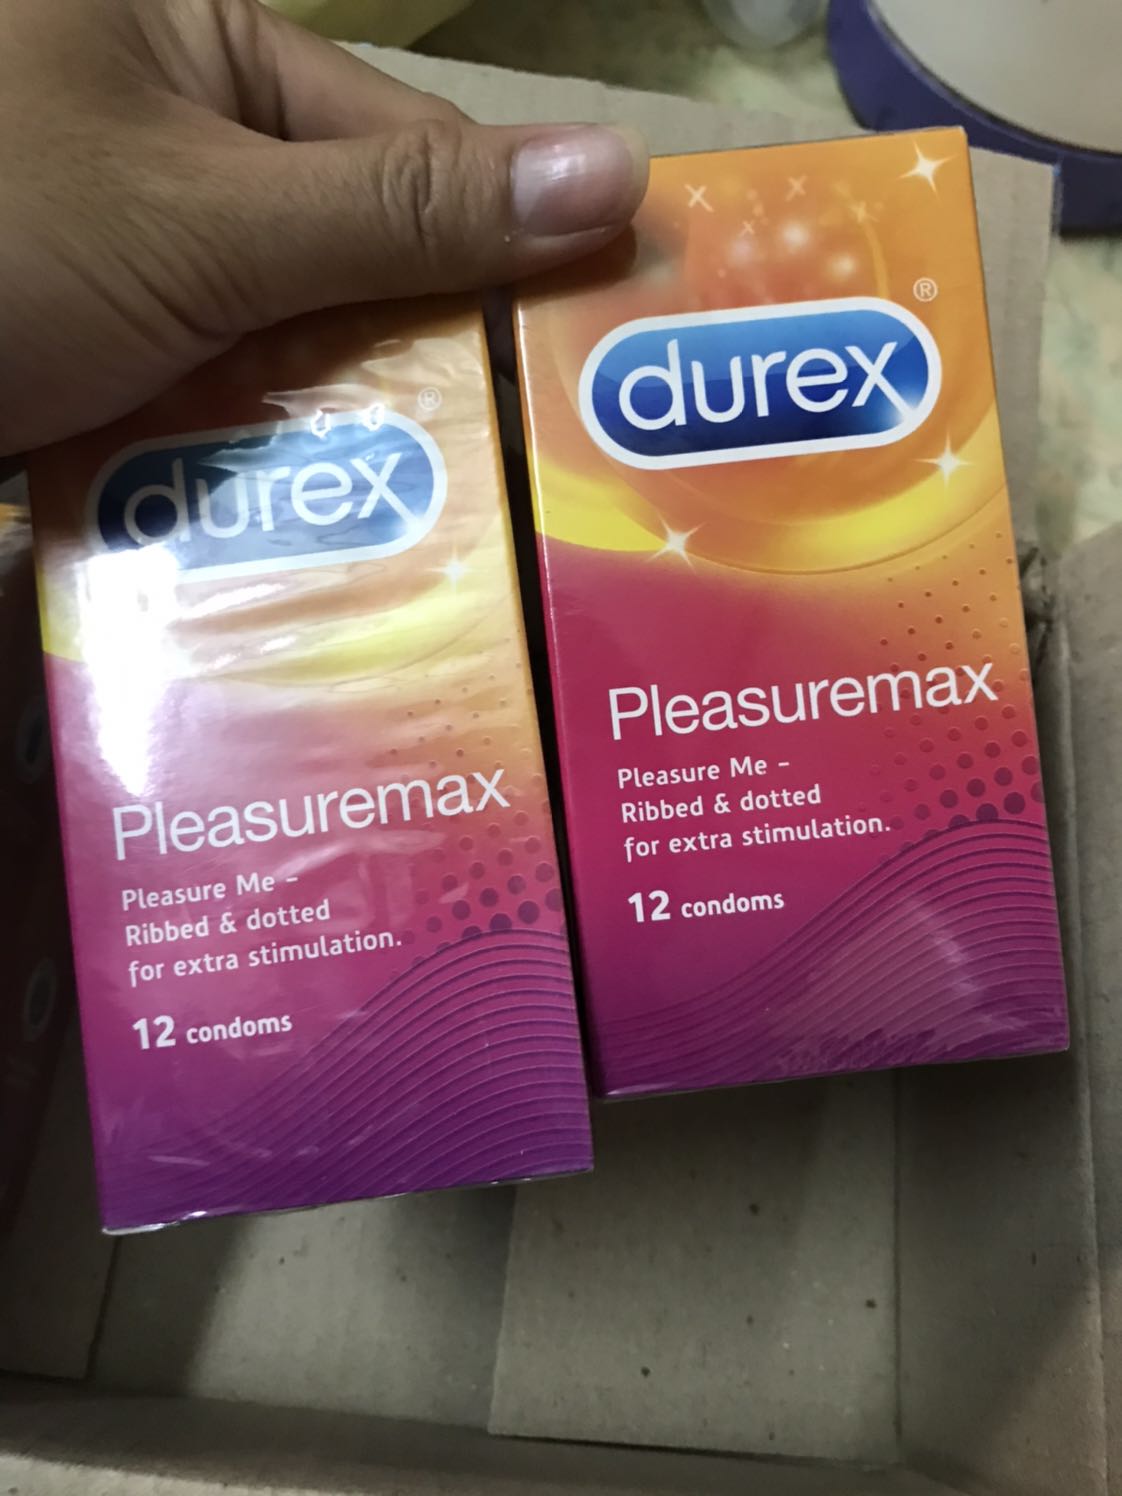 durex®
Pleasuremax
Pleasure Me –
Ribbed & dotted
for extra stimulation.
12 condoms
durex®
Pleasuremax
Pleasure Me –
Ribbed & dotted
for extra stimulation.
12 condoms